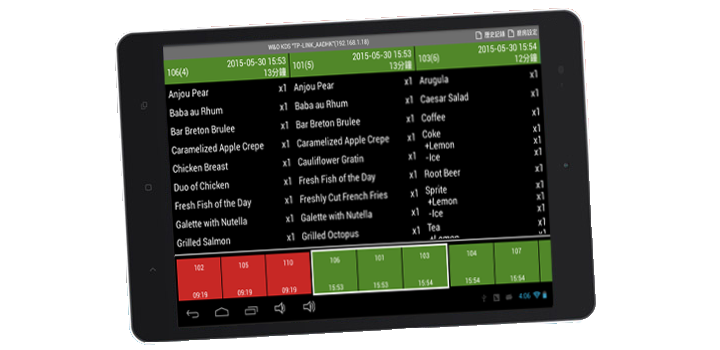 W&D KDS "TP-LINK_AADHK"(192.168.1.18)
歷史記錄
廚房設定
106(4)
2015-05-30 15:53
13分鐘
101(5)
2015-05-30 15:53
13分鐘
103(6)
2015-05-30 15:54
12分鐘
Anjou Pear x1
Baba au Rhum x1
Bar Breton Brulee x1
Caramelized Apple Crepe x1
Chicken Breast x1
Duo of Chicken x1
Fresh Fish of the Day x1
Galette with Nutella x1
Grilled Salmon x1
Anjou Pear x1
Baba au Rhum x1
Bar Breton Brulee x1
Caramelized Apple Crepe x1
Cauliflower Gratin x1
Fresh Fish of the Day x1
Freshly Cut French Fries x1
Galette with Nutella x1
Grilled Octopus x1
Arugula x1
Caesar Salad x1
Coffee x1
Coke x1
+Lemon x1
-Ice x1
Root Beer x1
Sprite x1
+Lemon x1
-Ice x1
Tea x1
+Lemon x1
102
09:19
105
09:19
110
09:19
106
15:53
101
15:53
103
15:54
104
15:54
107
15:54
4:06